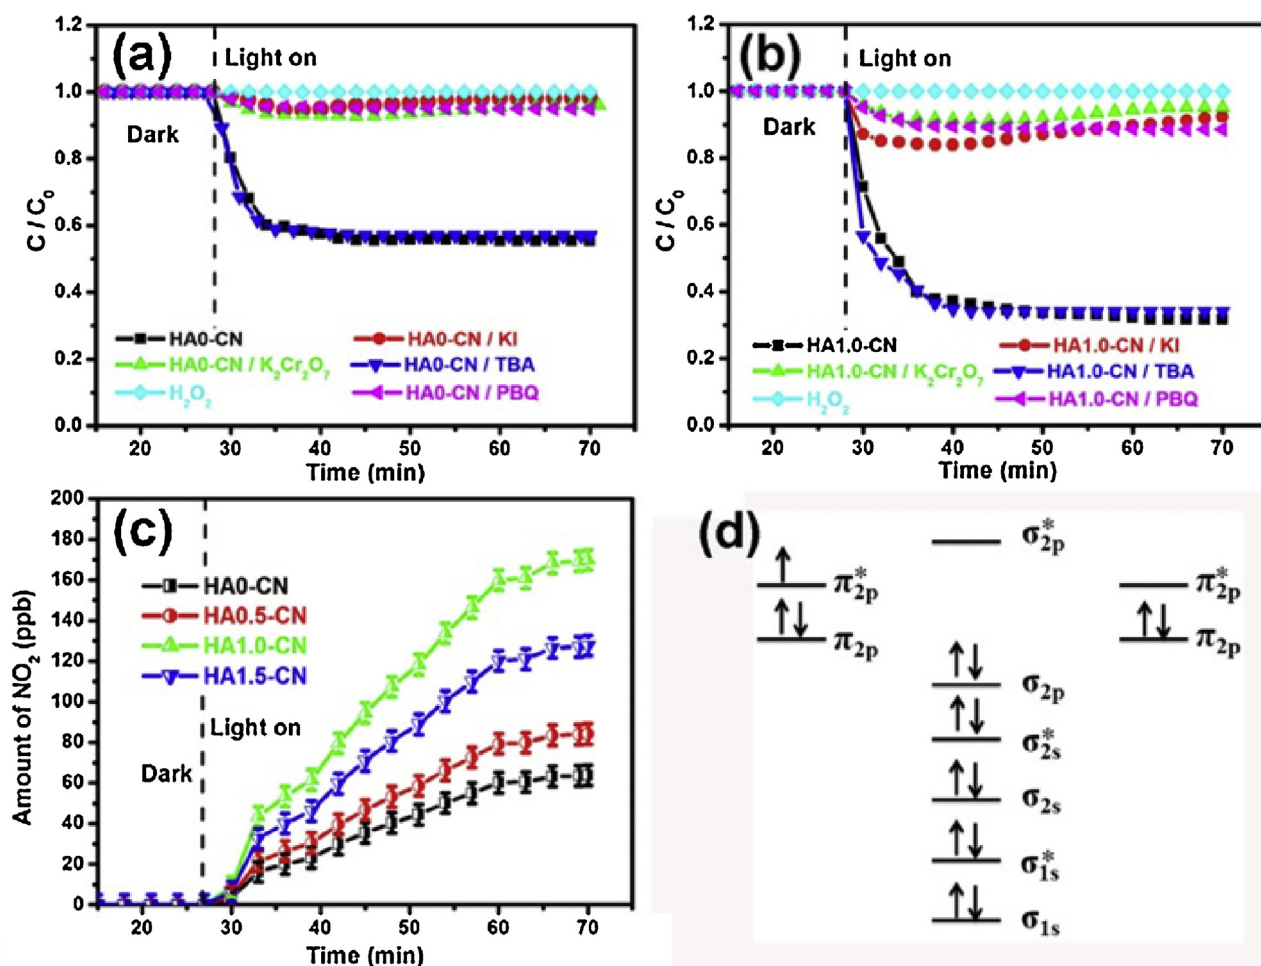 (a)
Light on
Dark
C / C₀
1.2
1.0
0.8
0.6
0.4
0.2
0.0
HA0-CN
HA0-CN / KI
HA0-CN / K₂Cr₂O₇
HA0-CN / TBA
H₂O₂
HA0-CN / PBQ
20 30 40 50 60 70
Time (min)
(b)
Light on
Dark
C / C₀
1.2
1.0
0.8
0.6
0.4
0.2
0.0
HA1.0-CN
HA1.0-CN / KI
HA1.0-CN / K₂Cr₂O₇
HA1.0-CN / TBA
H₂O₂
HA1.0-CN / PBQ
20 30 40 50 60 70
Time (min)
(c)
Amount of NO₂ (ppb)
200
180
160
140
120
100
80
60
40
20
0
HA0-CN
HA0.5-CN
HA1.0-CN
HA1.5-CN
Light on
Dark
20 30 40 50 60 70
Time (min)
(d)
σ*2p
π*2p
π*2p
π2p
π2p
σ2p
σ*2s
σ2s
σ*1s
σ1s